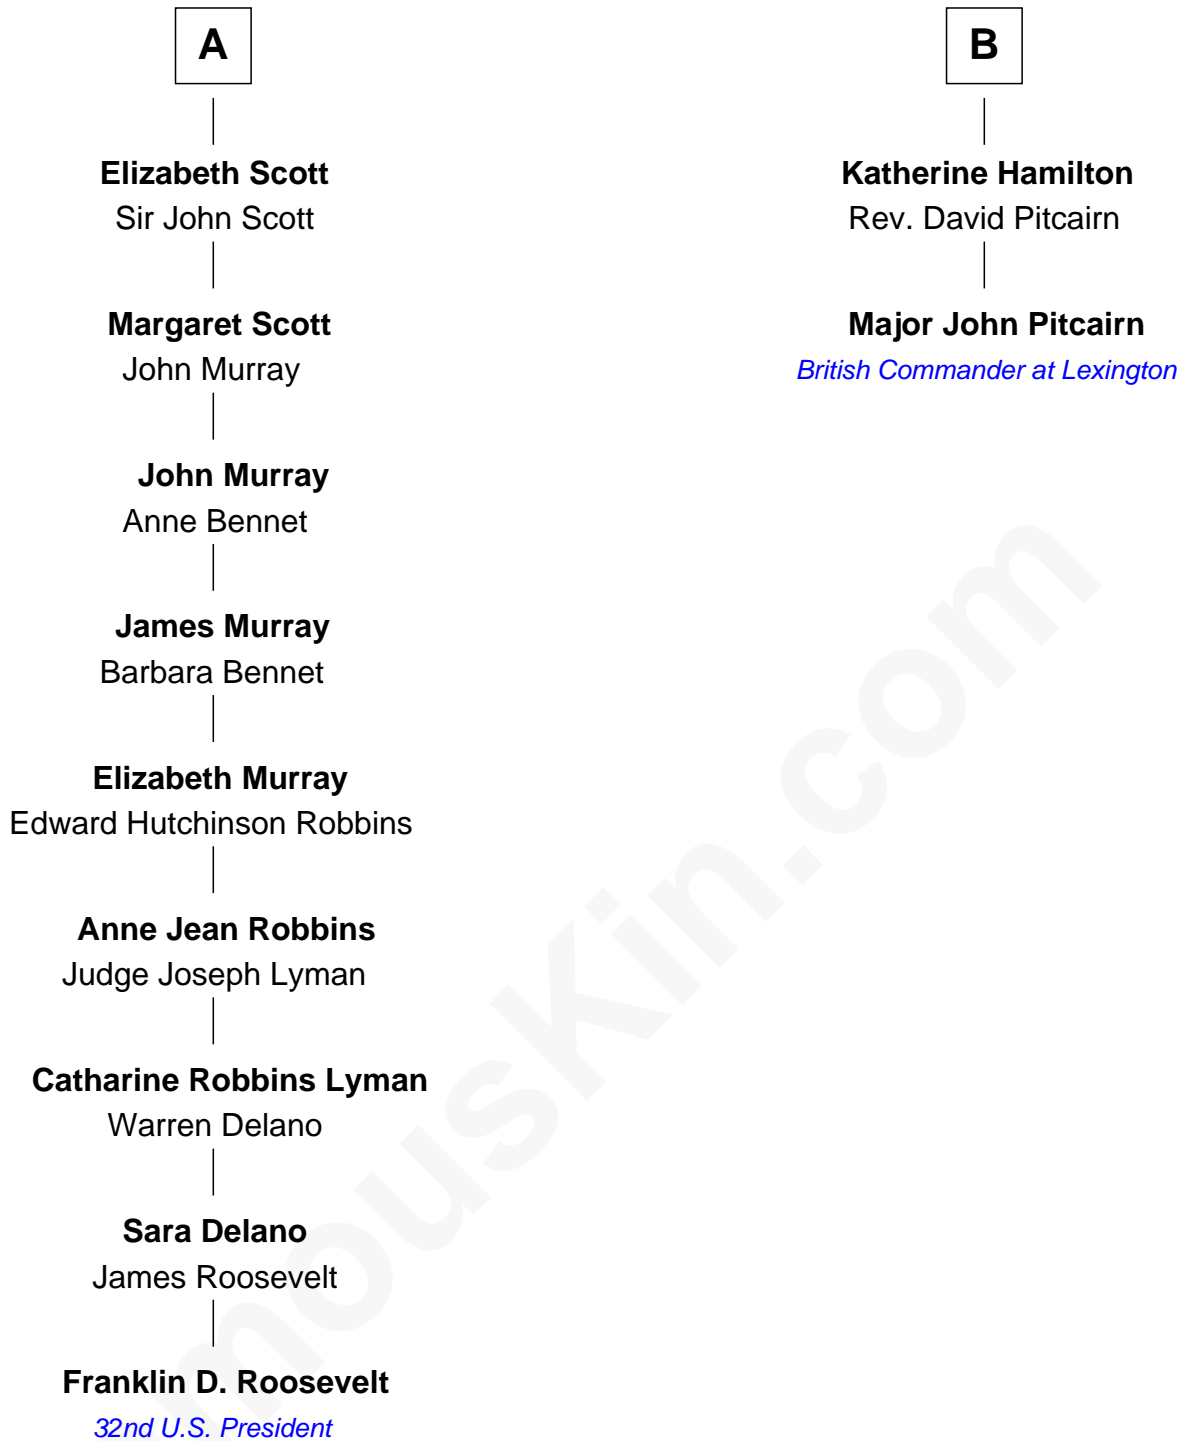 A
Elizabeth Scott
Sir John Scott
Margaret Scott
John Murray
John Murray
Anne Bennet
James Murray
Barbara Bennet
Elizabeth Murray
Edward Hutchinson Robbins
Anne Jean Robbins
Judge Joseph Lyman
Catharine Robbins Lyman
Warren Delano
Sara Delano
James Roosevelt
Franklin D. Roosevelt
32nd U.S. President
B
Katherine Hamilton
Rev. David Pitcairn
Major John Pitcairn
British Commander at Lexington
mousKin.com